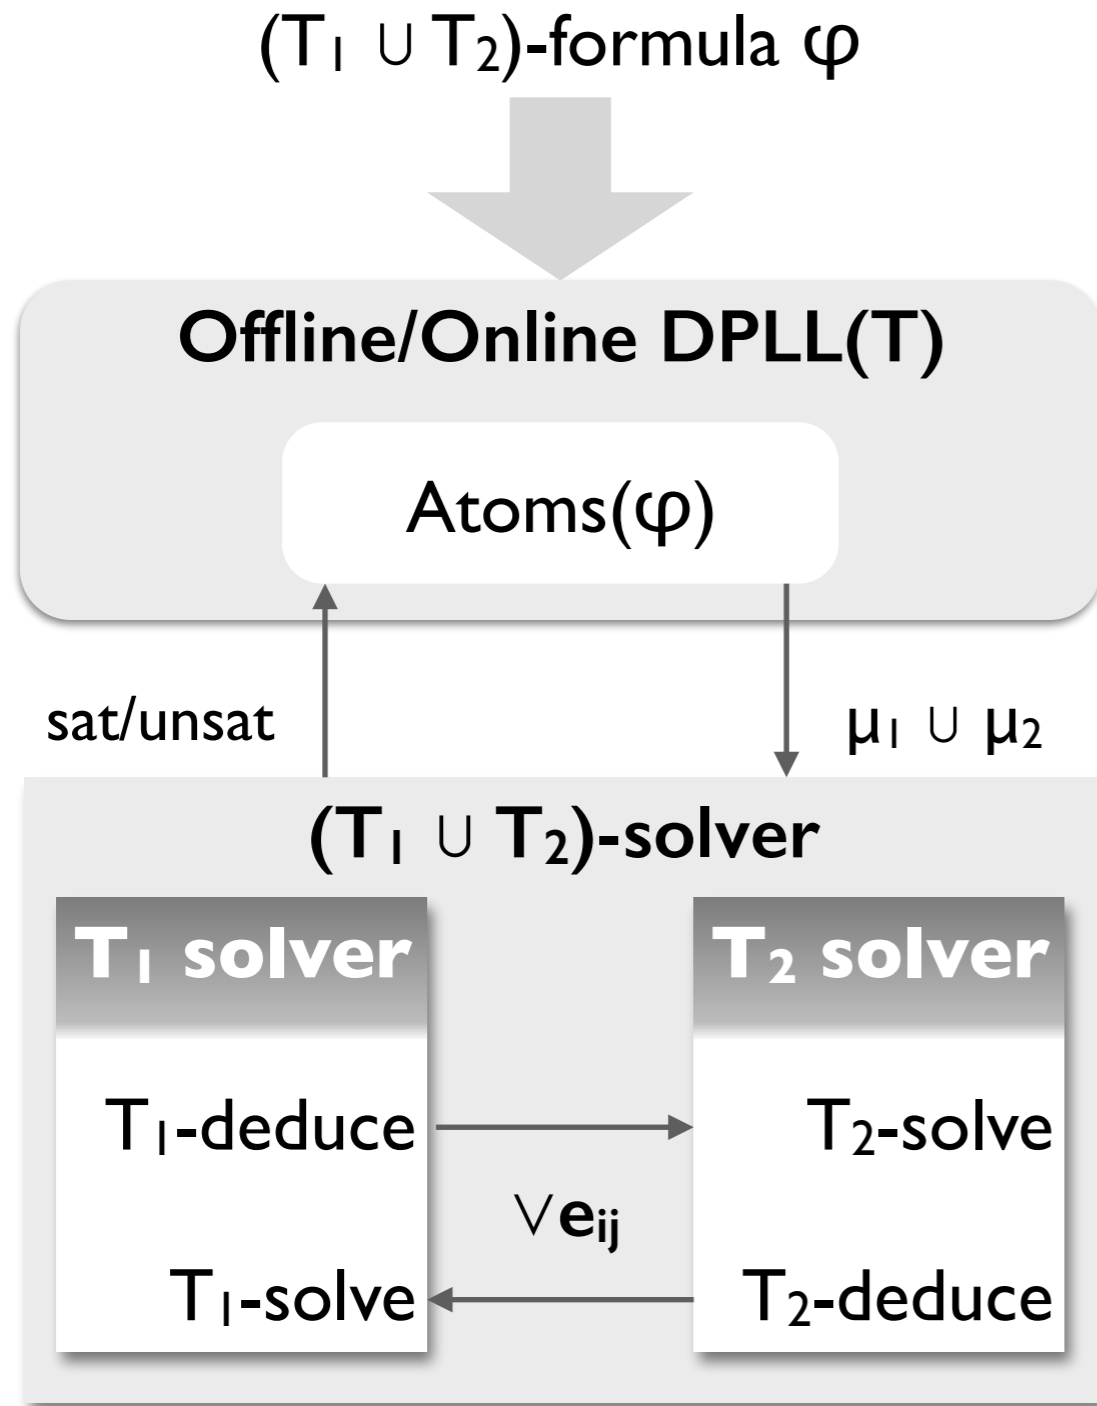 (T₁ ∪ T₂)-formula φ
Offline/Online DPLL(T)
Atoms(φ)
sat/unsat
μ₁ ∪ μ₂
(T₁ ∪ T₂)-solver
T₁ solver
T₂ solver
T₁-deduce
T₂-solve
∨eᵢⱼ
T₁-solve
T₂-deduce